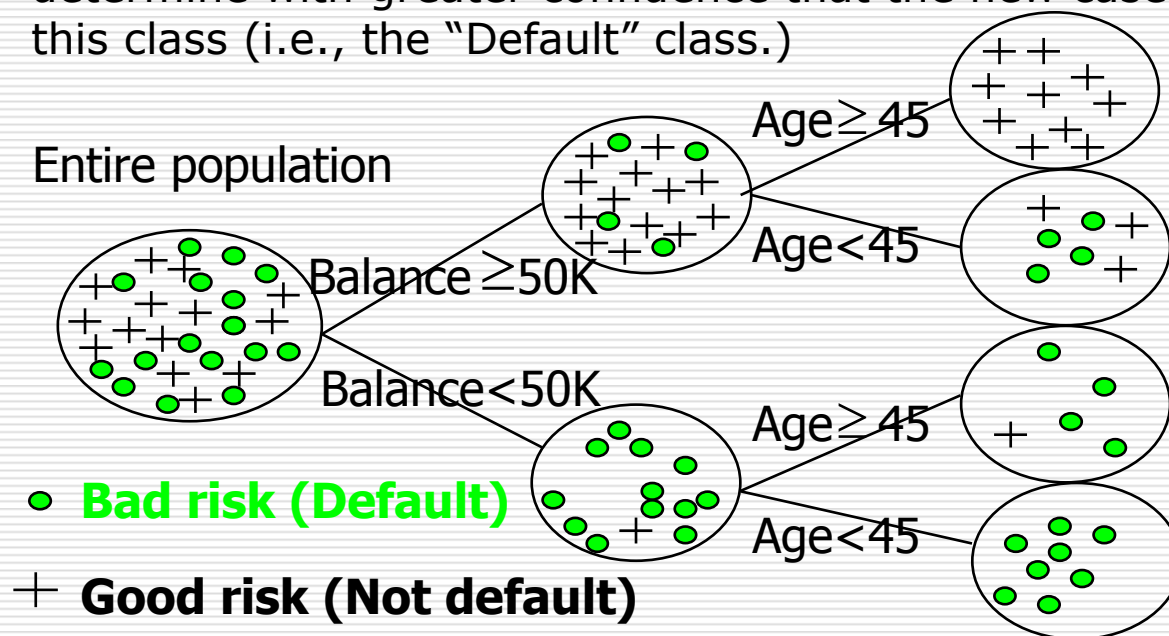 this class (i.e., the “Default” class.)
Entire population
Balance ≥50K
Balance<50K
Age≥45
Age<45
Age≥45
Age<45
Bad risk (Default)
Good risk (Not default)